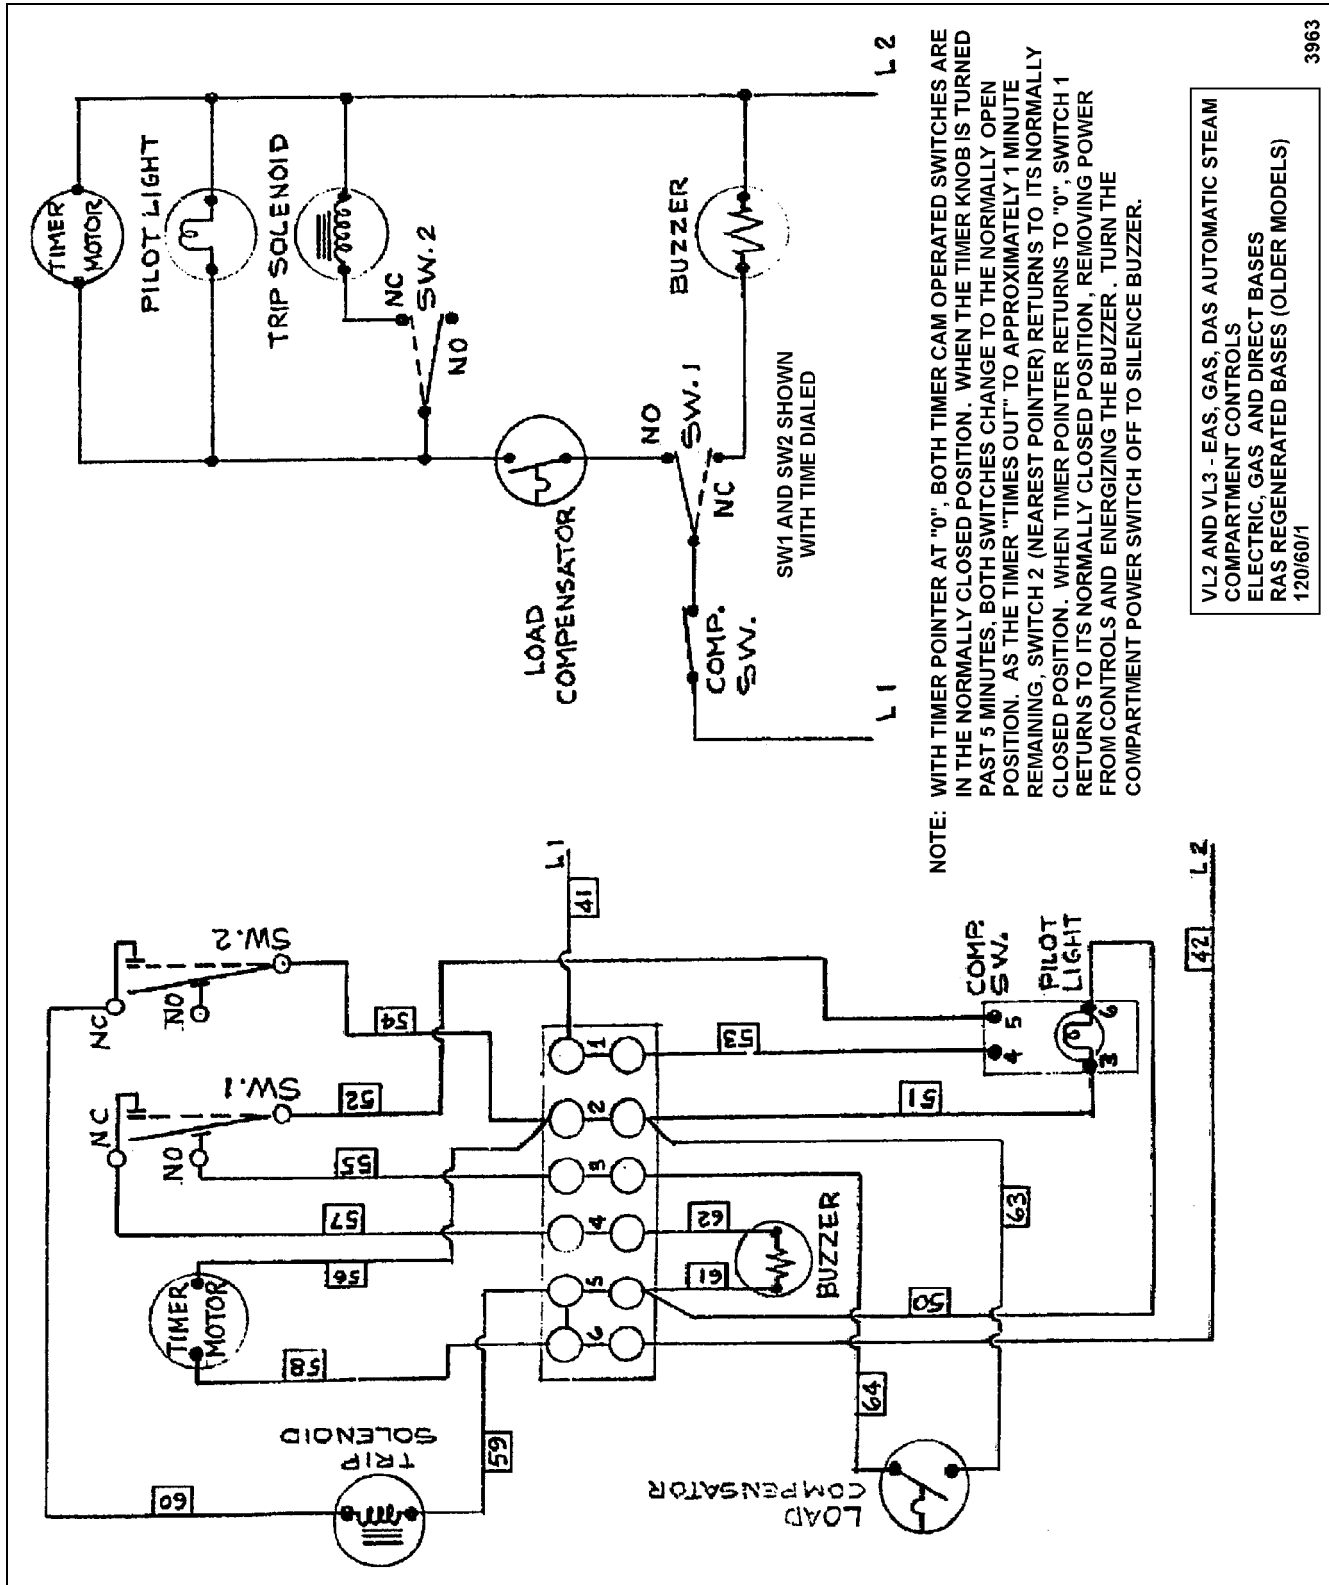 TIMER
MOTOR
PILOT LIGHT
TRIP SOLENOID
NC
SW. 2
NO
LOAD
COMPENSATOR
NO
SW. 1
NC
COMP.
SW.
BUZZER
L 1
L 2
SW1 AND SW2 SHOWN
WITH TIME DIALED
NOTE: WITH TIMER POINTER AT "0", BOTH TIMER CAM OPERATED SWITCHES ARE
IN THE NORMALLY CLOSED POSITION. WHEN THE TIMER KNOB IS TURNED
PAST 5 MINUTES, BOTH SWITCHES CHANGE TO THE NORMALLY OPEN
POSITION. AS THE TIMER "TIMES OUT" TO APPROXIMATELY 1 MINUTE
REMAINING, SWITCH 2 (NEAREST POINTER) RETURNS TO ITS NORMALLY
CLOSED POSITION. WHEN TIMER POINTER RETURNS TO "0", SWITCH 1
RETURNS TO ITS NORMALLY CLOSED POSITION, REMOVING POWER
FROM CONTROLS AND ENERGIZING THE BUZZER. TURN THE
COMPARTMENT POWER SWITCH OFF TO SILENCE BUZZER.
VL2 AND VL3 - EAS, GAS, DAS AUTOMATIC STEAM
COMPARTMENT CONTROLS
ELECTRIC, GAS AND DIRECT BASES
RAS REGENERATED BASES (OLDER MODELS)
120/60/1
3963
NC
NO
SW.2
NC
NO
SW.1
TIMER
MOTOR
TRIP
SOLENOID
LOAD
COMPENSATOR
BUZZER
COMP.
SW.
PILOT
LIGHT
5
4
6
3
L1
L2
1
2
3
4
5
6
41
42
50
51
52
53
54
55
56
57
58
59
60
61
62
63
64